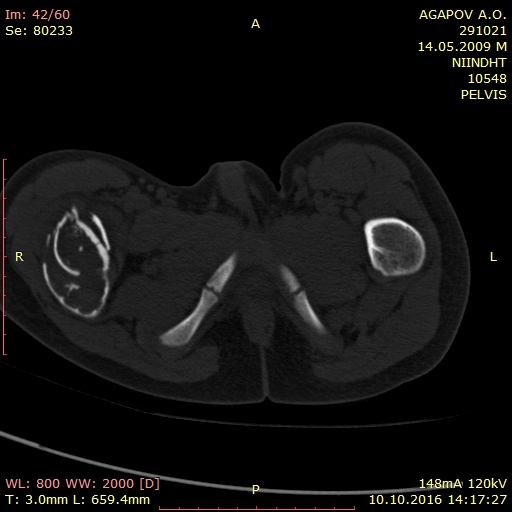 Im: 42/60
Se: 80233
A
AGAPOV A.O.
291021
14.05.2009 M
NIINDHT
10548
PELVIS
R
L
WL: 800 WW: 2000 [D]
T: 3.0mm L: 659.4mm
P
148mA 120kV
10.10.2016 14:17:27